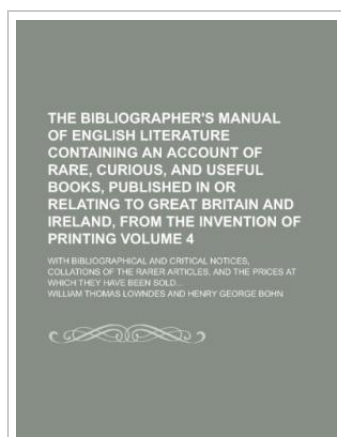 THE BIBLIOGRAPHER'S MANUAL
OF ENGLISH LITERATURE
CONTAINING AN ACCOUNT OF
RARE, CURIOUS, AND USEFUL
BOOKS, PUBLISHED IN OR
RELATING TO GREAT BRITAIN AND
IRELAND, FROM THE INVENTION OF
PRINTING VOLUME 4
WITH BIBLIOGRAPHICAL AND CRITICAL NOTICES,
COLLATIONS OF THE RARER ARTICLES, AND THE PRICES AT
WHICH THEY HAVE BEEN SOLD...
WILLIAM THOMAS LOWNDES AND HENRY GEORGE BOHN